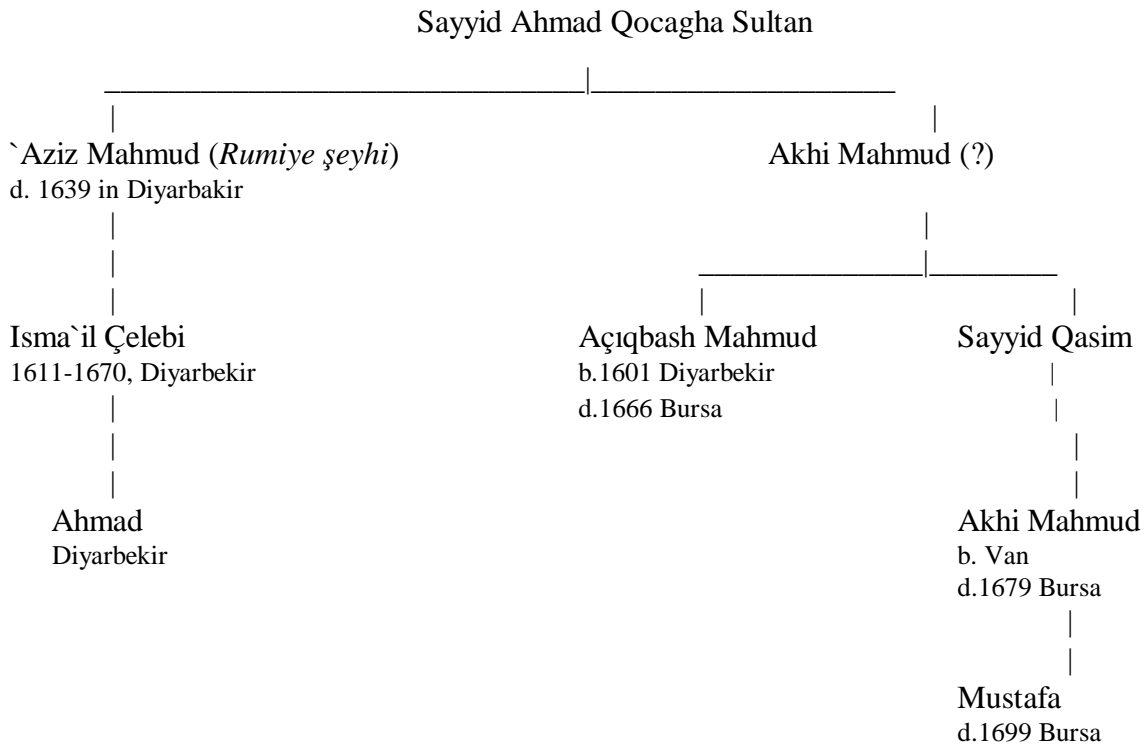 Sayyid Ahmad Qocagha Sultan
`Aziz Mahmud (Rumiye şeyhi) Akhi Mahmud (?)
d. 1639 in Diyarbakir
Isma`il Çelebi Açıqbash Mahmud Sayyid Qasim
1611-1670, Diyarbekir b.1601 Diyarbekir
d.1666 Bursa
Ahmad Akhi Mahmud
Diyarbekir b. Van
d.1679 Bursa
Mustafa
d.1699 Bursa